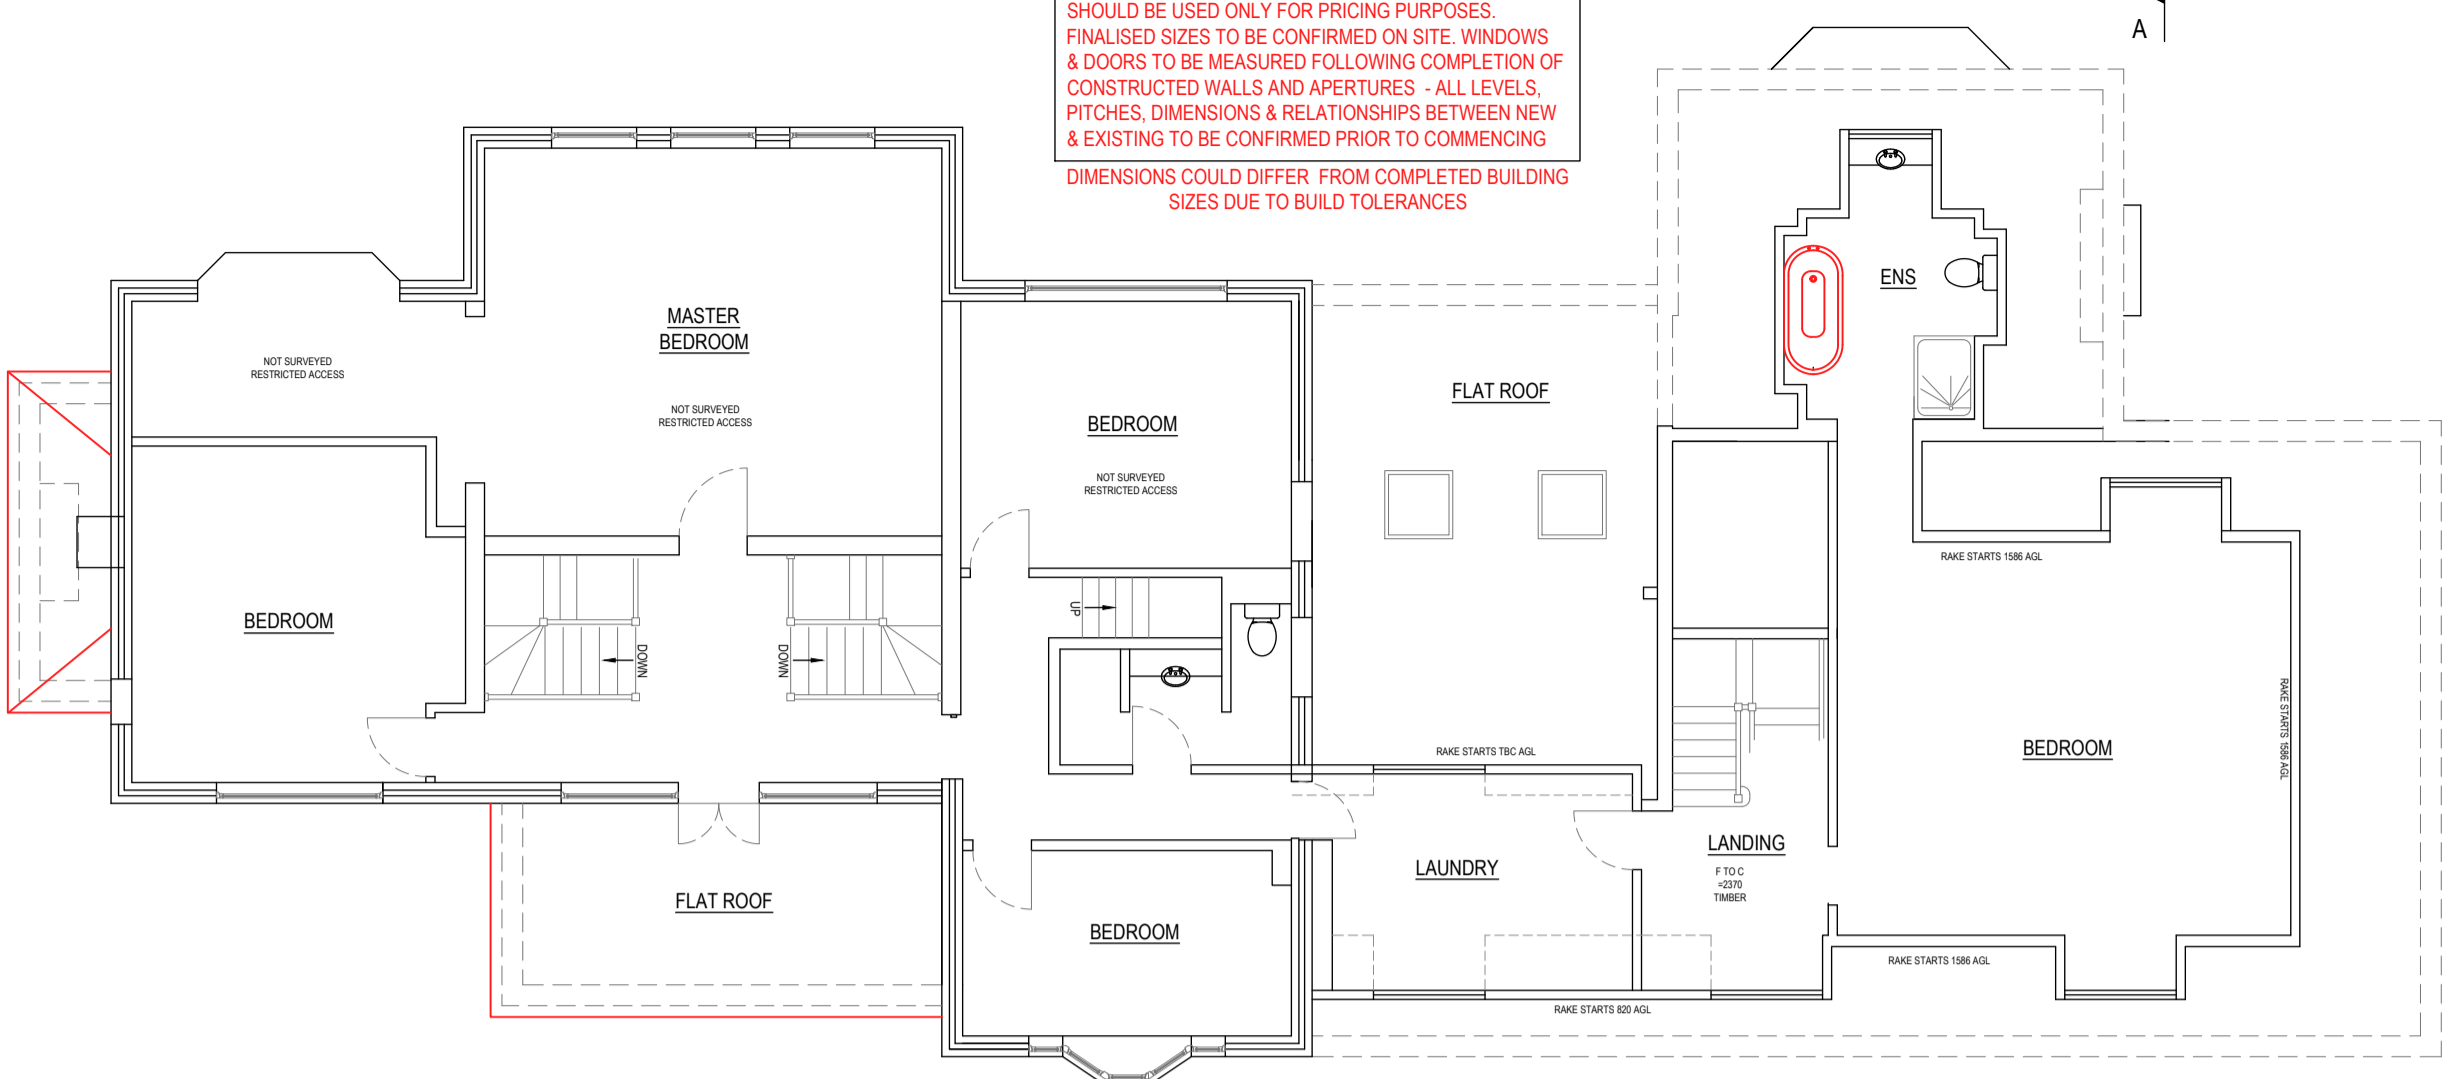 SHOULD BE USED ONLY FOR PRICING PURPOSES.
FINALISED SIZES TO BE CONFIRMED ON SITE. WINDOWS
& DOORS TO BE MEASURED FOLLOWING COMPLETION OF
CONSTRUCTED WALLS AND APERTURES - ALL LEVELS,
PITCHES, DIMENSIONS & RELATIONSHIPS BETWEEN NEW
& EXISTING TO BE CONFIRMED PRIOR TO COMMENCING
DIMENSIONS COULD DIFFER FROM COMPLETED BUILDING
SIZES DUE TO BUILD TOLERANCES
A
ENS
MASTER
BEDROOM
NOT SURVEYED
RESTRICTED ACCESS
NOT SURVEYED
RESTRICTED ACCESS
FLAT ROOF
BEDROOM
NOT SURVEYED
RESTRICTED ACCESS
RAKE STARTS 1586 AGL
BEDROOM
UP
DOWN
DOWN
RAKE STARTS 1586 AGL
RAKE STARTS TBC AGL
BEDROOM
LANDING
F TO C
=2370
TIMBER
LAUNDRY
FLAT ROOF
BEDROOM
RAKE STARTS 1586 AGL
RAKE STARTS 820 AGL